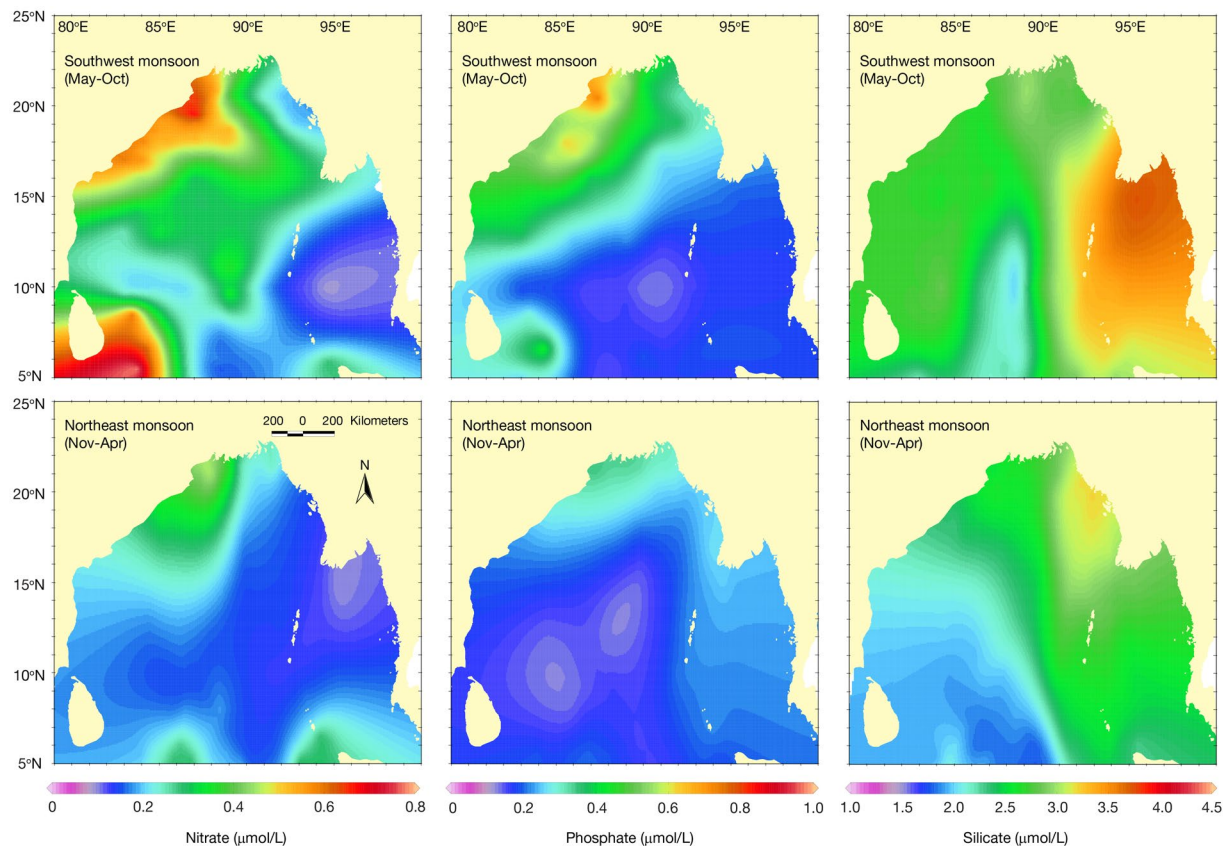 80°E 85°E 90°E 95°E
80°E 85°E 90°E 95°E
80°E 85°E 90°E 95°E
25°N
Southwest monsoon
(May-Oct)
Southwest monsoon
(May-Oct)
Southwest monsoon
(May-Oct)
20°N
15°N
10°N
5°N
25°N
Northeast monsoon
(Nov-Apr)
200 0 200 Kilometers
N
Northeast monsoon
(Nov-Apr)
Northeast monsoon
(Nov-Apr)
20°N
15°N
10°N
5°N
0 0.2 0.4 0.6 0.8
Nitrate (µmol/L)
0 0.2 0.4 0.6 0.8 1.0
Phosphate (µmol/L)
1.0 1.5 2.0 2.5 3.0 3.5 4.0 4.5
Silicate (µmol/L)